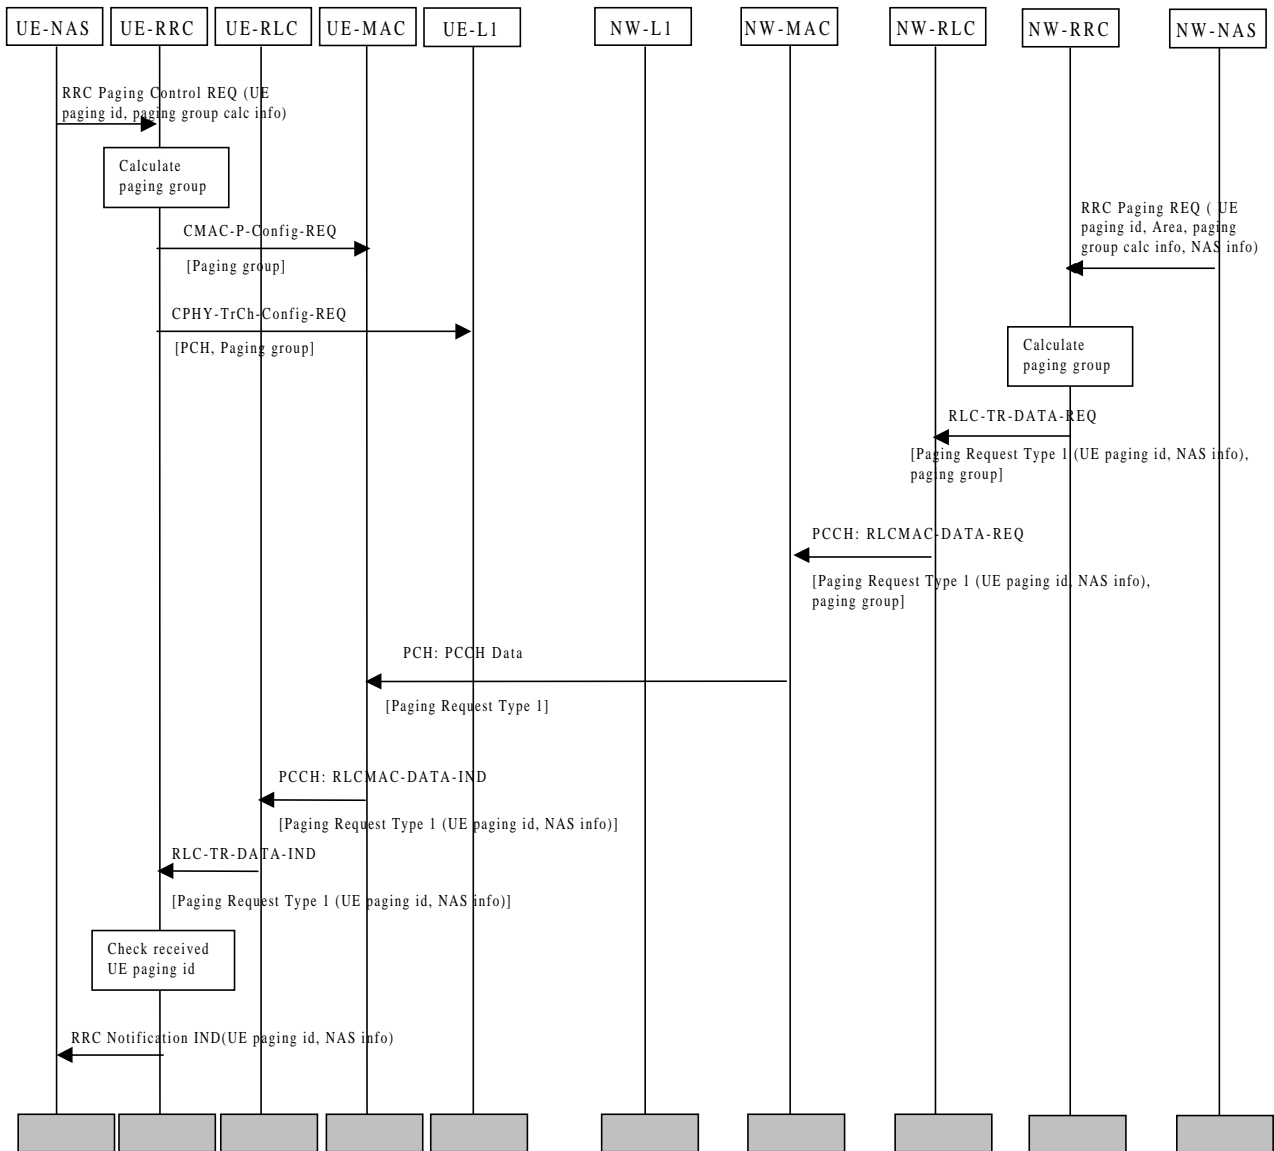 UE-NAS UE-RRC UE-RLC UE-MAC UE-L1 NW-L1 NW-MAC NW-RLC NW-RRC NW-NAS
RRC Paging Control REQ (UE
paging id, paging group calc info)
Calculate
paging group
RRC Paging REQ ( UE
paging id, Area, paging
group calc info, NAS info)
CMAC-P-Config-REQ
[Paging group]
CPHY-TrCh-Config-REQ
[PCH, Paging group]
Calculate
paging group
RLC-TR-DATA-REQ
[Paging Request Type 1 (UE paging id, NAS info),
paging group]
PCCH: RLCMAC-DATA-REQ
[Paging Request Type 1 (UE paging id, NAS info),
paging group]
PCH: PCCH Data
[Paging Request Type 1]
PCCH: RLCMAC-DATA-IND
[Paging Request Type 1 (UE paging id, NAS info)]
RLC-TR-DATA-IND
[Paging Request Type 1 (UE paging id, NAS info)]
Check received
UE paging id
RRC Notification IND(UE paging id, NAS info)